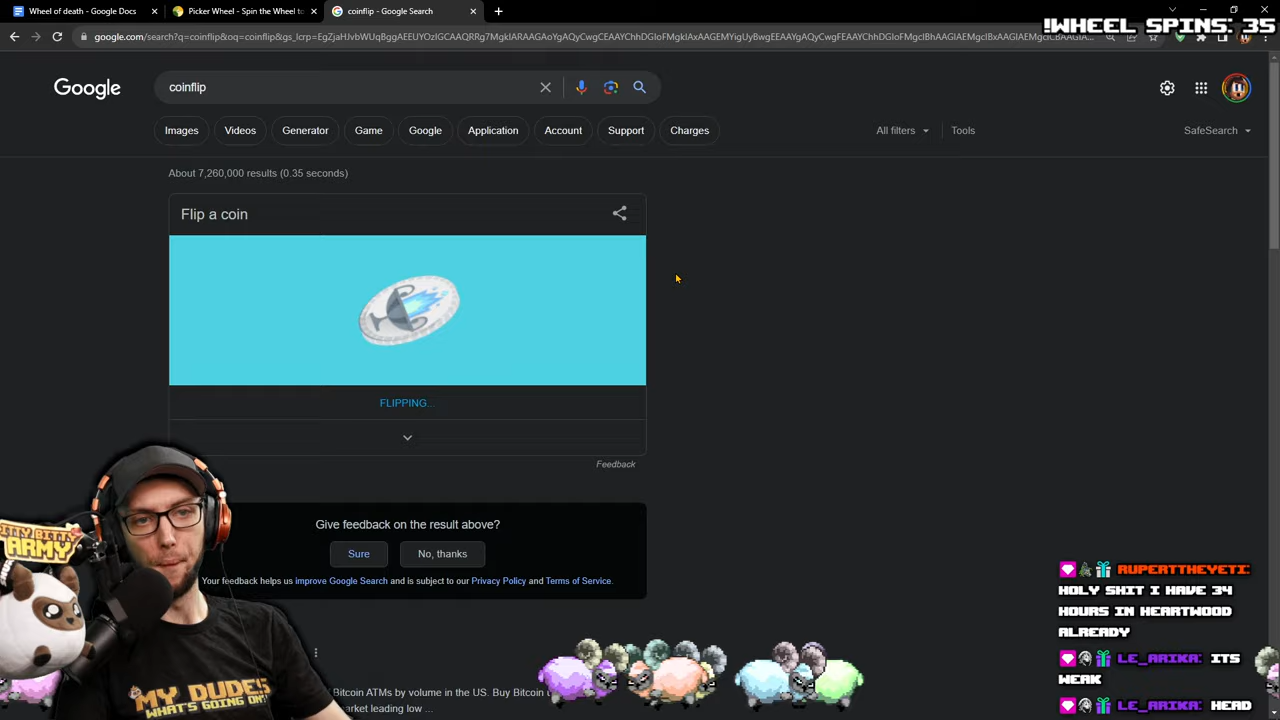 Wheel of death - Google Docs
Picker Wheel - Spin the Wheel to
coinflip - Google Search
!WHEEL SPINS: 35
Google
coinflip
Images
Videos
Generator
Game
Google
Application
Account
Support
Charges
All filters
Tools
SafeSearch
About 7,260,000 results (0.35 seconds)
Flip a coin
FLIPPING...
Feedback
Give feedback on the result above?
Sure
No, thanks
Your feedback helps us improve Google Search and is subject to our Privacy Policy and Terms of Service.
Bitcoin ATMs by volume in the US. Buy Bitcoin
market leading low ...
ITTY BITTY
ARMY
MY DUDES
WHAT'S GOING ON?
RUPERTTHEYETI:
HOLY SHIT I HAVE 34
HOURS IN HEARTWOOD
ALREADY
LE_ARIKA: ITS
WEAK
LE_ARIKA: HEAD